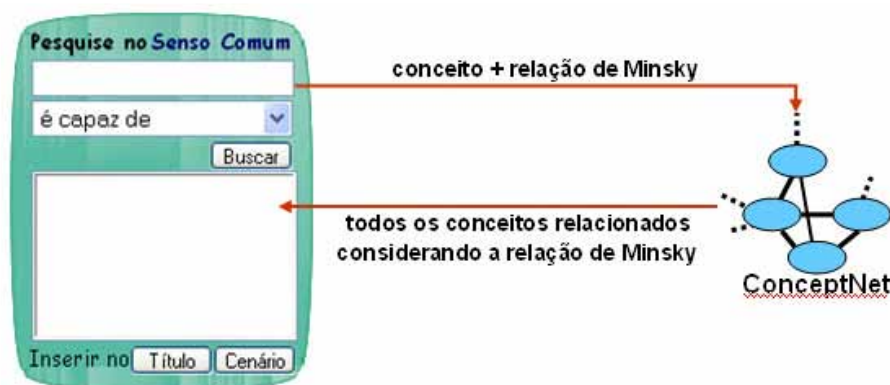 Pesquise no Senso Comum
conceito + relação de Minsky
é capaz de
Buscar
todos os conceitos relacionados
considerando a relação de Minsky
ConceptNet
Inserir no Título Cenário